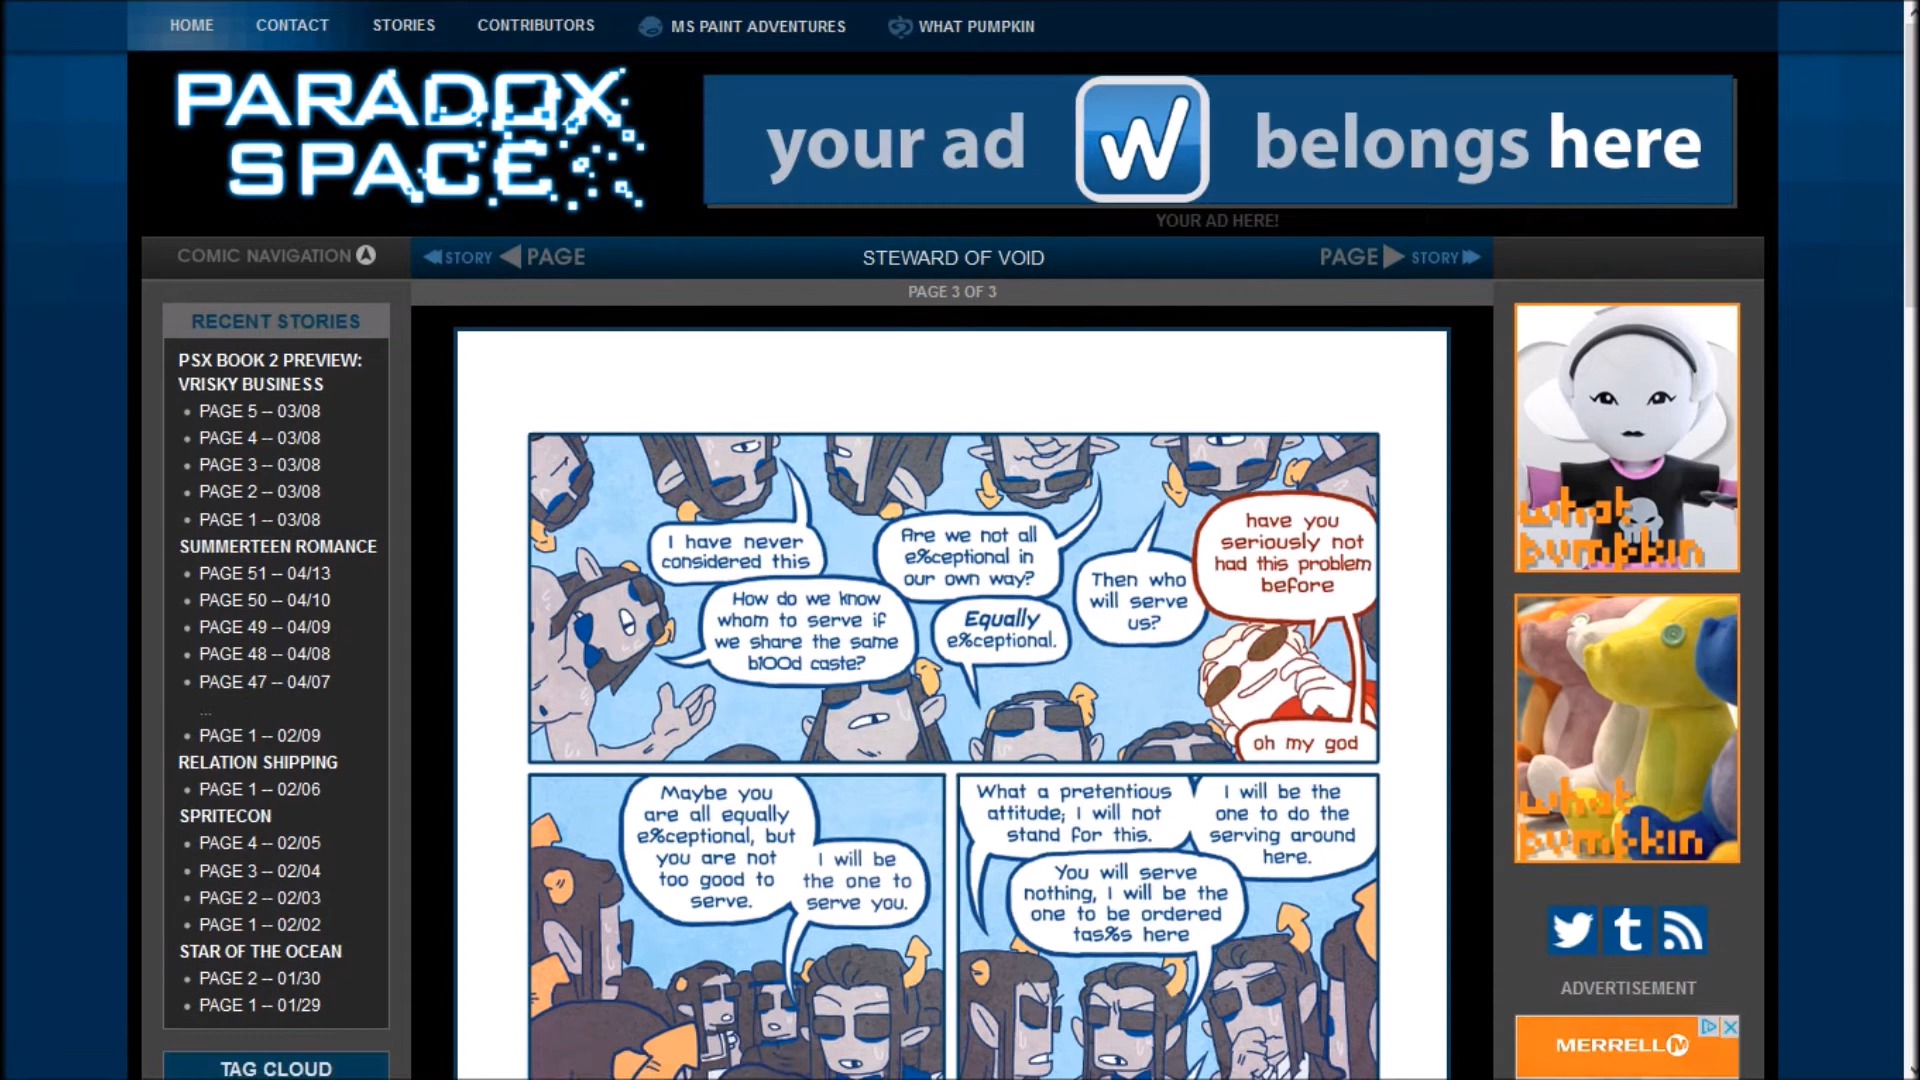 HOME
CONTACT
STORIES
CONTRIBUTORS
MS PAINT ADVENTURES
WHAT PUMPKIN
PARADOX
SPACE
your ad W belongs here
YOUR AD HERE!
COMIC NAVIGATION
STORY
PAGE
STEWARD OF VOID
PAGE
STORY
PAGE 3 OF 3
RECENT STORIES
PSX BOOK 2 PREVIEW:
VRISKY BUSINESS
PAGE 5 -- 03/08
PAGE 4 -- 03/08
PAGE 3 -- 03/08
PAGE 2 -- 03/08
PAGE 1 -- 03/08
SUMMERTEEN ROMANCE
PAGE 51 -- 04/13
PAGE 50 -- 04/10
PAGE 49 -- 04/09
PAGE 48 -- 04/08
PAGE 47 -- 04/07
...
PAGE 1 -- 02/09
RELATION SHIPPING
PAGE 1 -- 02/06
SPRITECON
PAGE 4 -- 02/05
PAGE 3 -- 02/04
PAGE 2 -- 02/03
PAGE 1 -- 02/02
STAR OF THE OCEAN
PAGE 2 -- 01/30
PAGE 1 -- 01/29
TAG CLOUD
I have never
considered this
How do we know
whom to serve if
we share the same
b100d caste?
Are we not all
e%ceptional in
our own way?
Equally
e%ceptional.
Then who
will serve
us?
have you
seriously not
had this problem
before
oh my god
Maybe you
are all equally
e%ceptional, but
you are not
too good to
serve.
I will be
the one to
serve you.
What a pretentious
attitude; I will not
stand for this.
I will be the
one to do the
serving around
here.
You will serve
nothing, I will be the
one to be ordered
tas%s here
what
pumpkin
what
pumpkin
ADVERTISEMENT
MERRELL